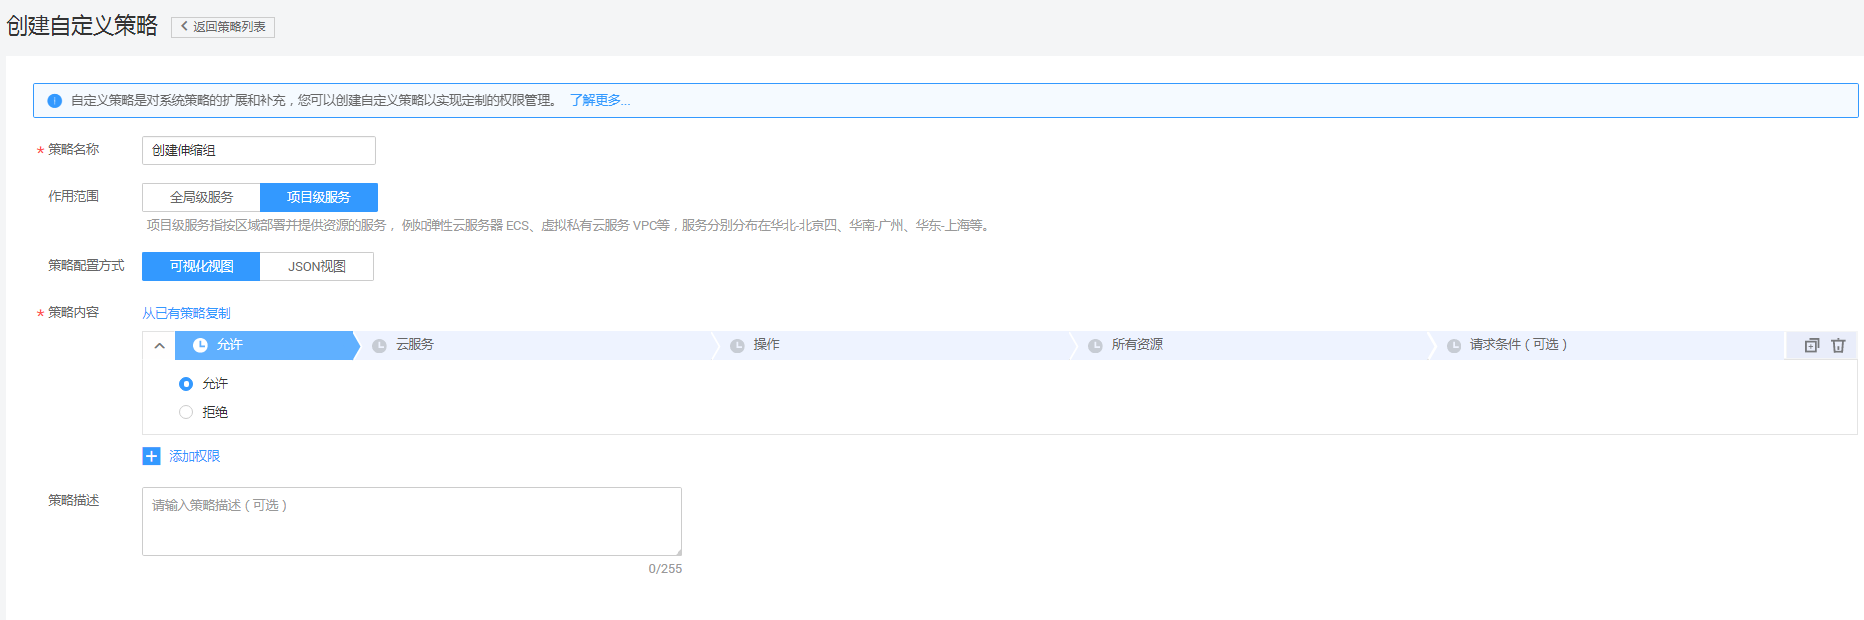 创建自定义策略
返回策略列表
自定义策略是对系统策略的扩展和补充，您可以创建自定义策略以实现定制的权限管理。 了解更多...
* 策略名称 创建伸缩组
作用范围 全局级服务 项目级服务
项目级服务指按区域部署并提供资源的服务，例如弹性云服务器 ECS、虚拟私有云服务 VPC等，服务分别分布在华北-北京四、华南-广州、华东-上海等。
策略配置方式 可视化视图 JSON视图
* 策略内容 从已有策略复制
允许 云服务 操作 所有资源 请求条件（可选）
允许
拒绝
添加权限
策略描述 请输入策略描述（可选）
0/255